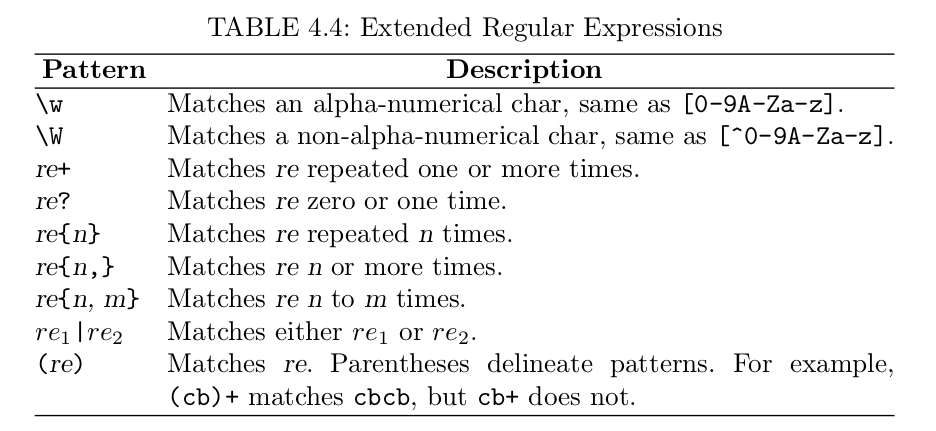 TABLE 4.4: Extended Regular Expressions
Pattern Description
\w Matches an alpha-numerical char, same as [0-9A-Za-z].
\W Matches a non-alpha-numerical char, same as [^0-9A-Za-z].
re+ Matches re repeated one or more times.
re? Matches re zero or one time.
re{n} Matches re repeated n times.
re{n,} Matches re n or more times.
re{n, m} Matches re n to m times.
re₁|re₂ Matches either re₁ or re₂.
(re) Matches re. Parentheses delineate patterns. For example,
(cb)+ matches cbcb, but cb+ does not.